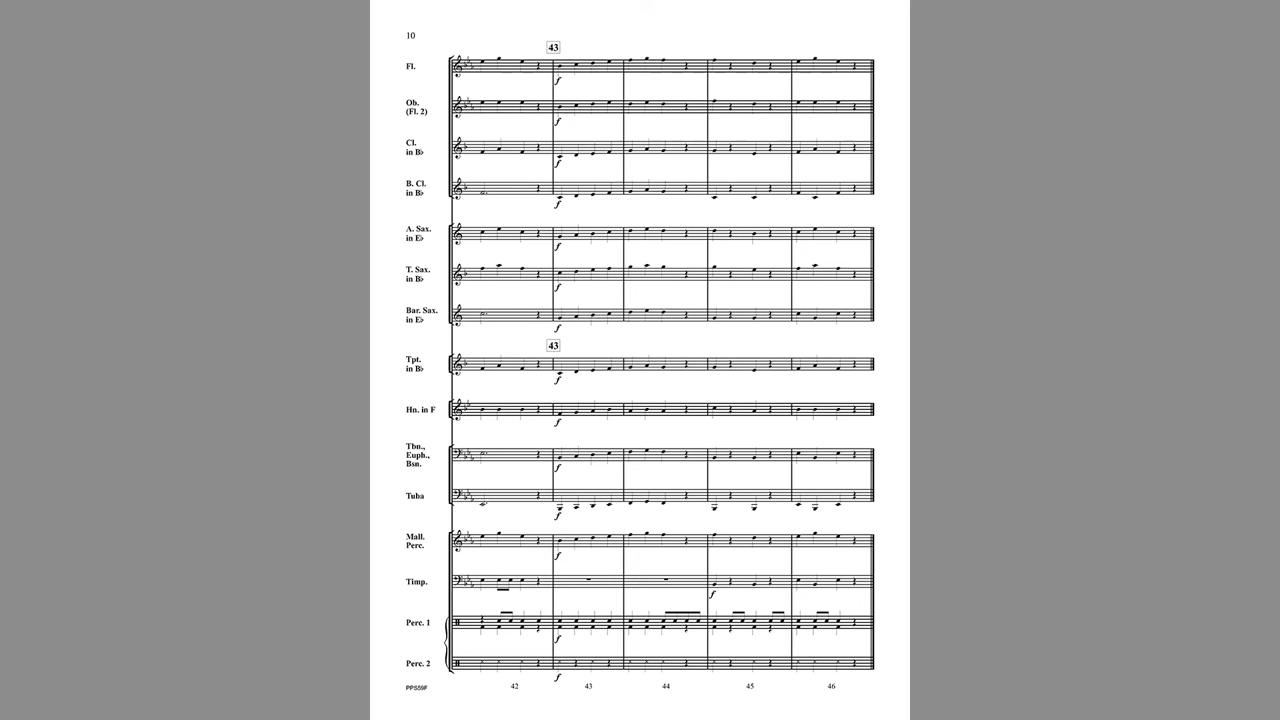 10
43
Fl.
f
Ob.
(Fl. 2)
f
Cl.
in B♭
f
B. Cl.
in B♭
f
A. Sax.
in E♭
f
T. Sax.
in B♭
f
Bar. Sax.
in E♭
f
43
Tpt.
in B♭
f
Hn. in F
f
Tbn.,
Euph.,
Bsn.
f
Tuba
f
Mall.
Perc.
f
Timp.
f
Perc. 1
f
Perc. 2
f
PPS59F 42 43 44 45 46